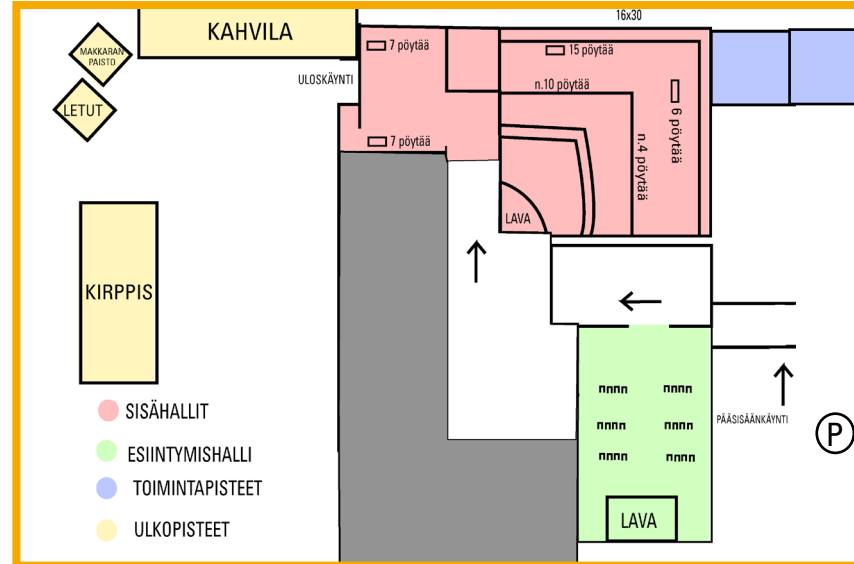 16x30
KAHVILA
7 pöytää
15 pöytää
MAKKARAN
PAISTO
ULOSKÄYNTI
n.10 pöytää
LETUT
6 pöytää
n.4 pöytää
7 pöytää
LAVA
KIRPPIS
SISÄHALLIT
PÄÄSISÄÄNKÄYNTI
P
ESIINTYMISHALLI
TOIMINTAPISTEET
LAVA
ULKOPISTEET